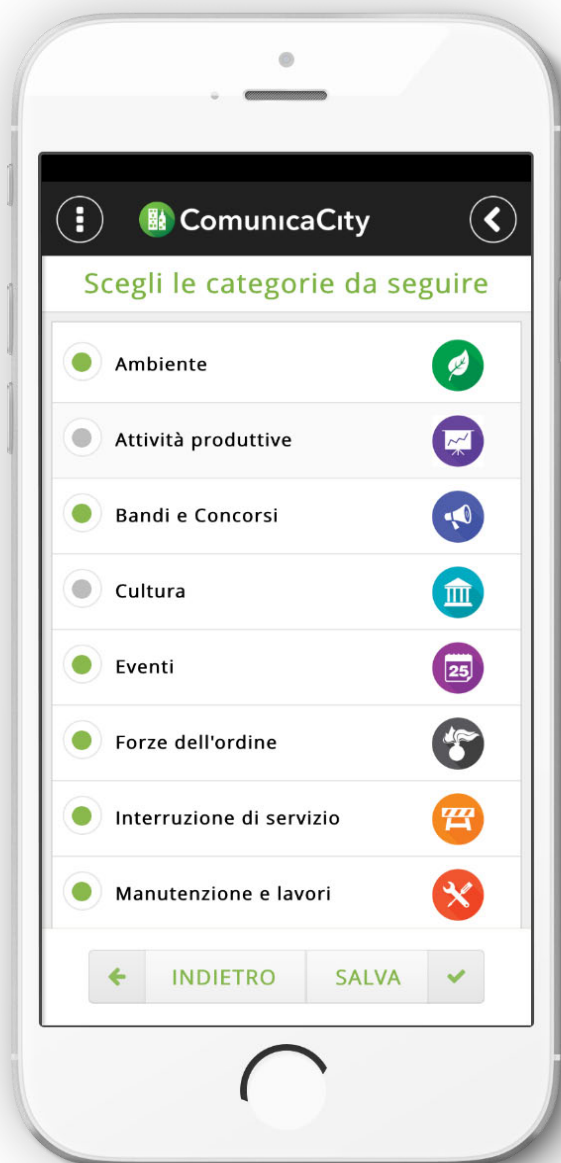 ComunicaCity
Scegli le categorie da seguire
Ambiente
Attività produttive
Bandi e Concorsi
Cultura
Eventi
25
Forze dell'ordine
Interruzione di servizio
Manutenzione e lavori
INDIETRO SALVA